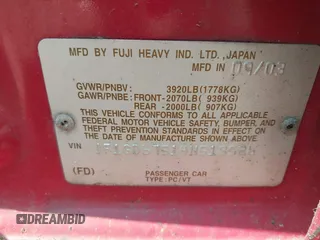 MFD BY FUJI HEAVY IND. LTD., JAPAN
MFD IN 09/03
GVWR/PNBV: 3920LB(1778KG)
GAWR/PNBE: FRONT-2070LB( 939KG)
REAR -2000LB( 907KG)
THIS VEHICLE CONFORMS TO ALL APPLICABLE
FEDERAL MOTOR VEHICLE SAFETY, BUMPER, AND
THEFT PREVENTION STANDARDS IN EFFECT ON
THE DATE OF MANUFACTURE SHOWN ABOVE.
VIN
(FD)
PASSENGER CAR
TYPE:PC/VT
DREAMBID